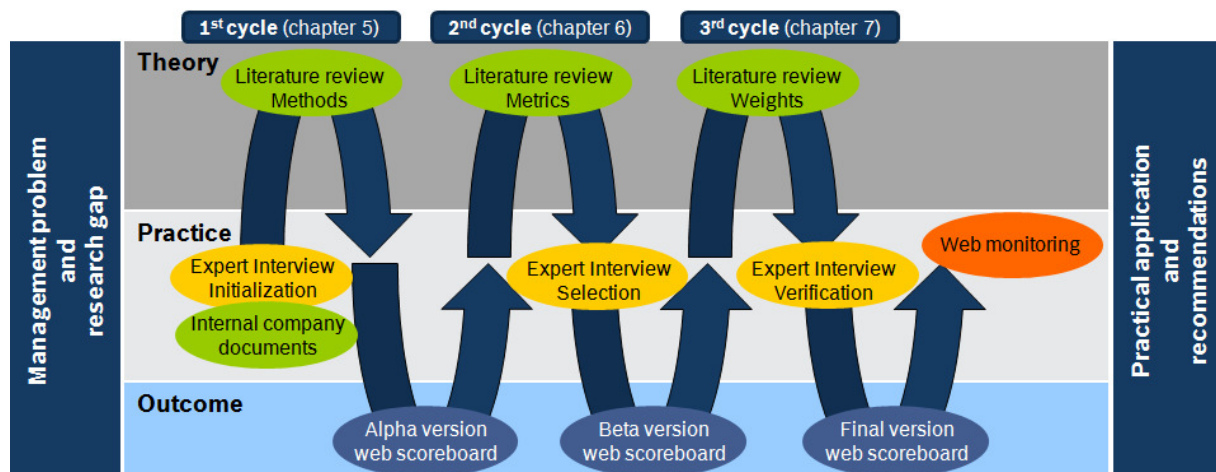 1st cycle (chapter 5)
2nd cycle (chapter 6)
3rd cycle (chapter 7)
Management problem
and
research gap
Theory
Literature review
Methods
Literature review
Metrics
Literature review
Weights
Practice
Expert Interview
Initialization
Internal company
documents
Expert Interview
Selection
Expert Interview
Verification
Web monitoring
Outcome
Alpha version
web scoreboard
Beta version
web scoreboard
Final version
web scoreboard
Practical application
and
recommendations